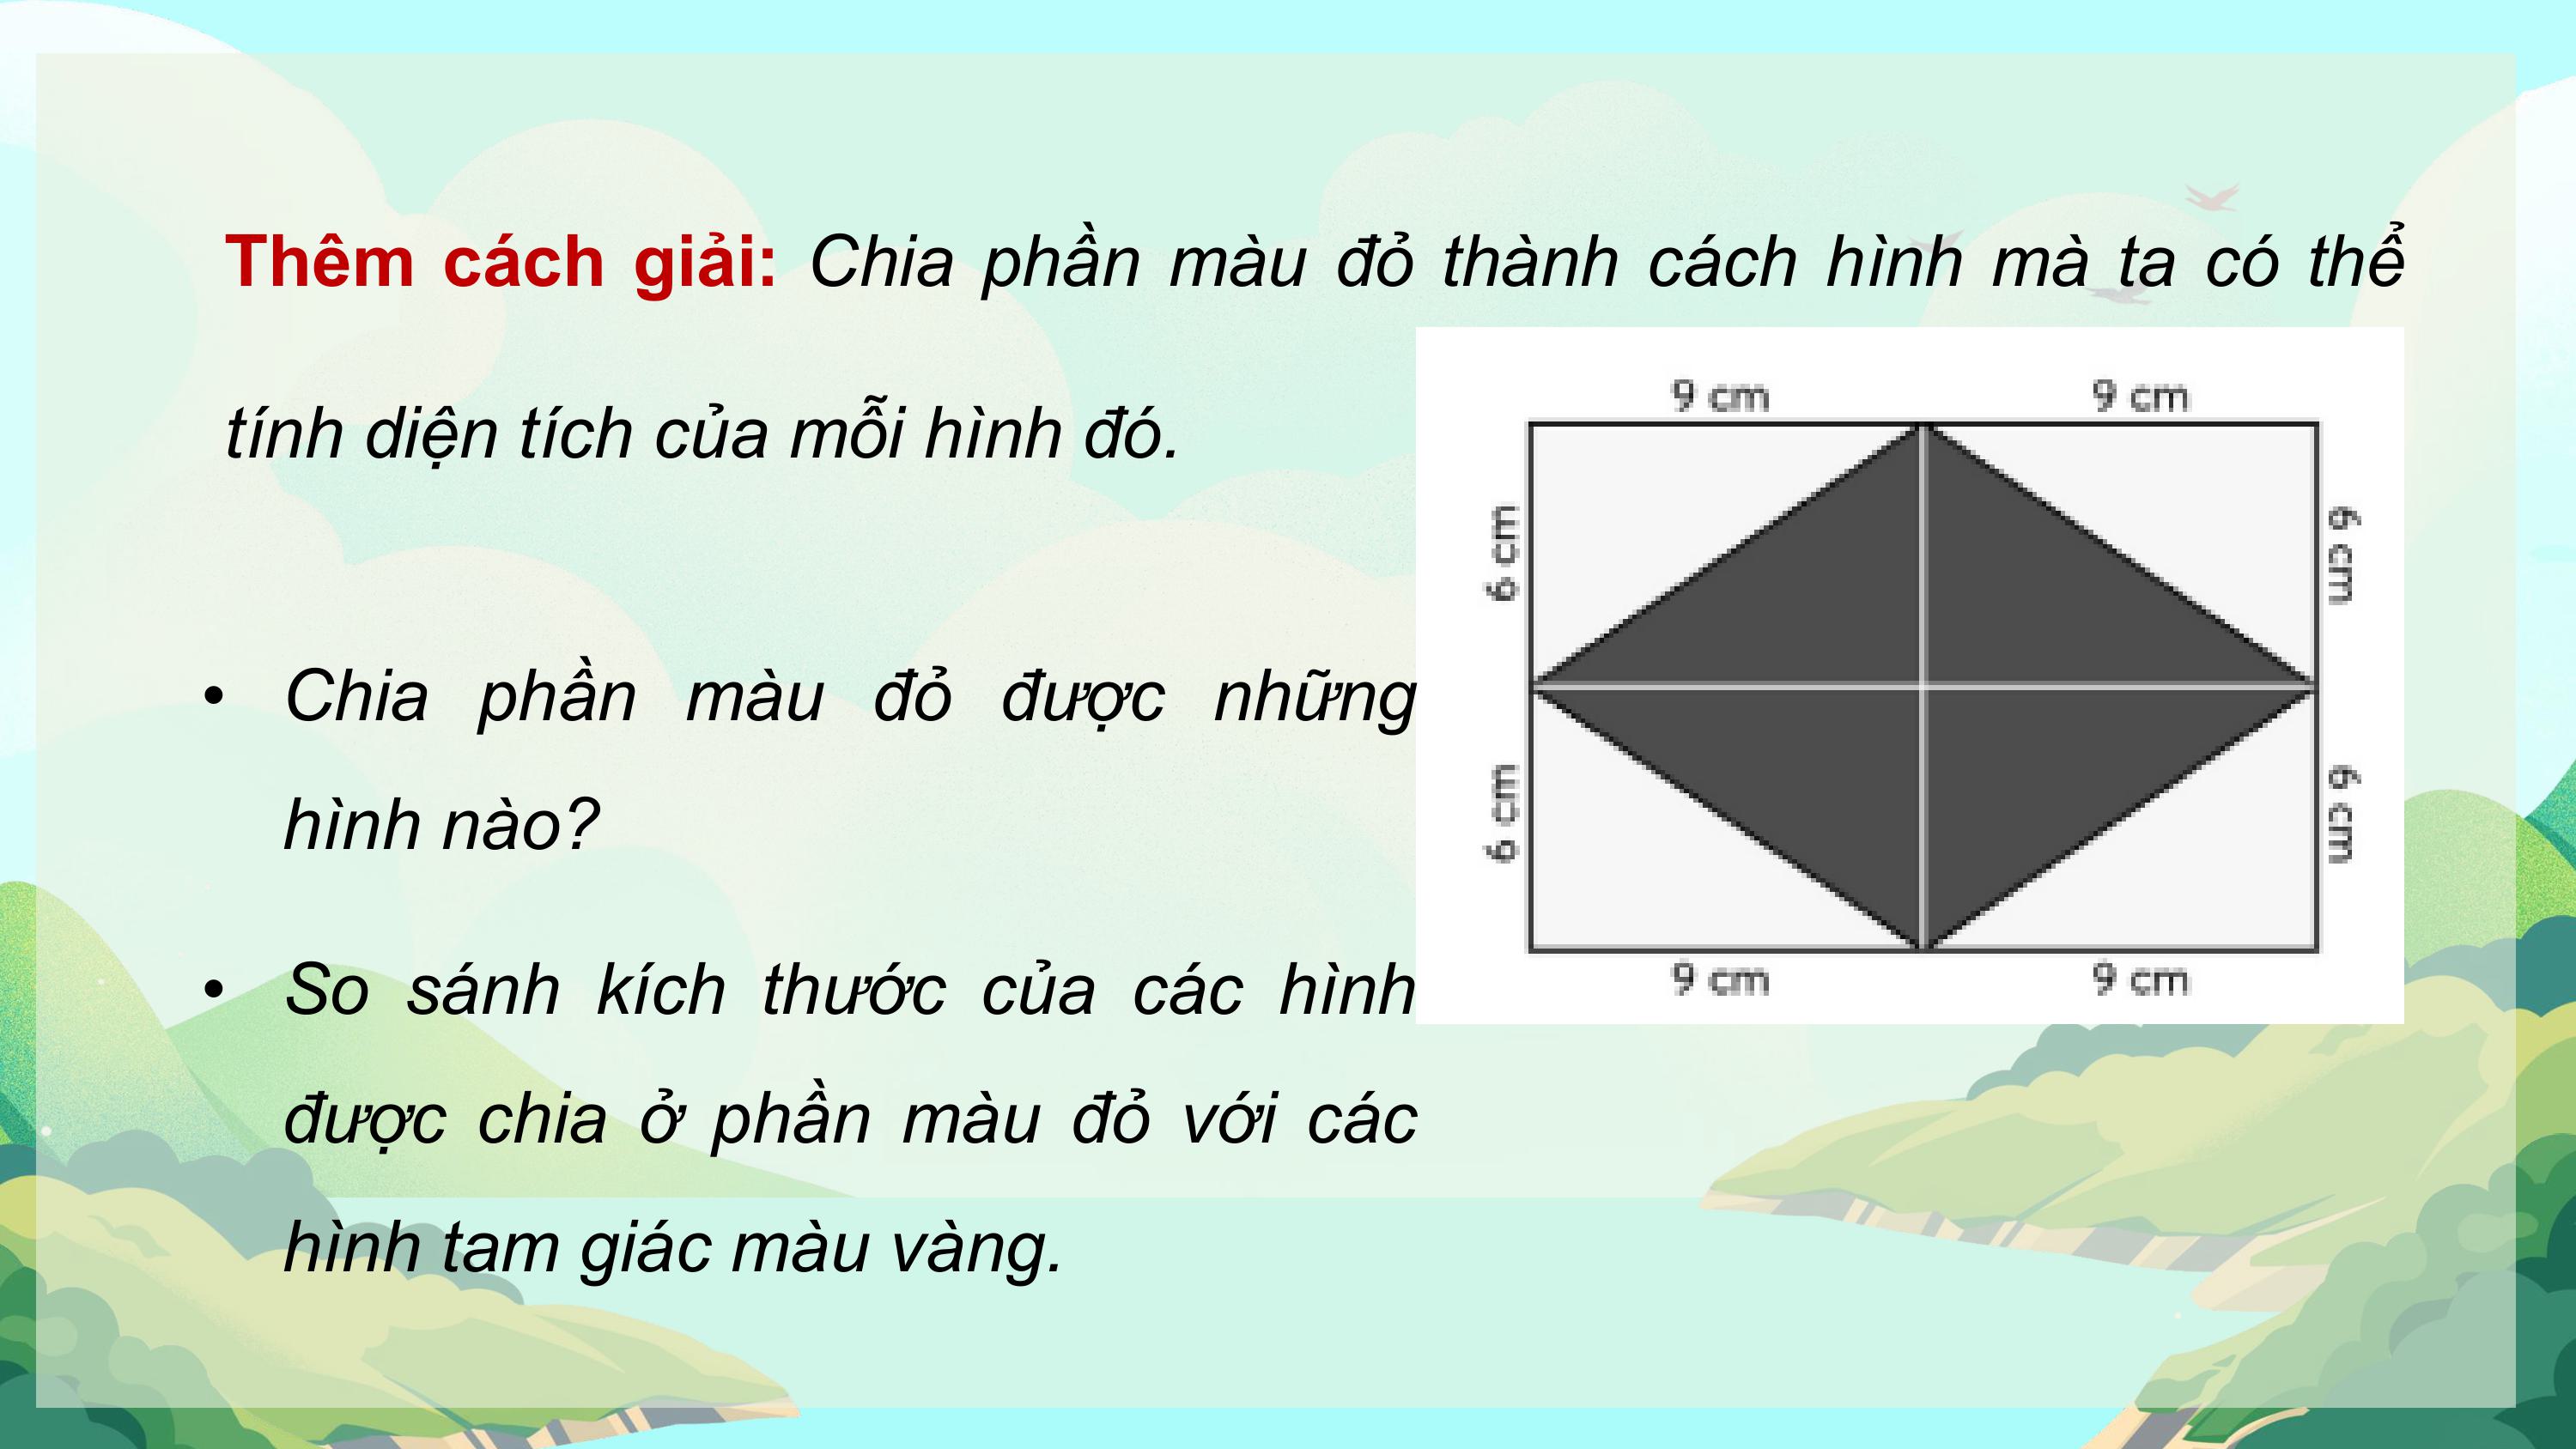 Thêm cách giải: Chia phần màu đỏ thành cách hình mà ta có thể
tính diện tích của mỗi hình đó.
9 cm 9 cm
6 cm 6 cm
• Chia phần màu đỏ được những
hình nào?
6 cm 6 cm
9 cm 9 cm
• So sánh kích thước của các hình
được chia ở phần màu đỏ với các
hình tam giác màu vàng.